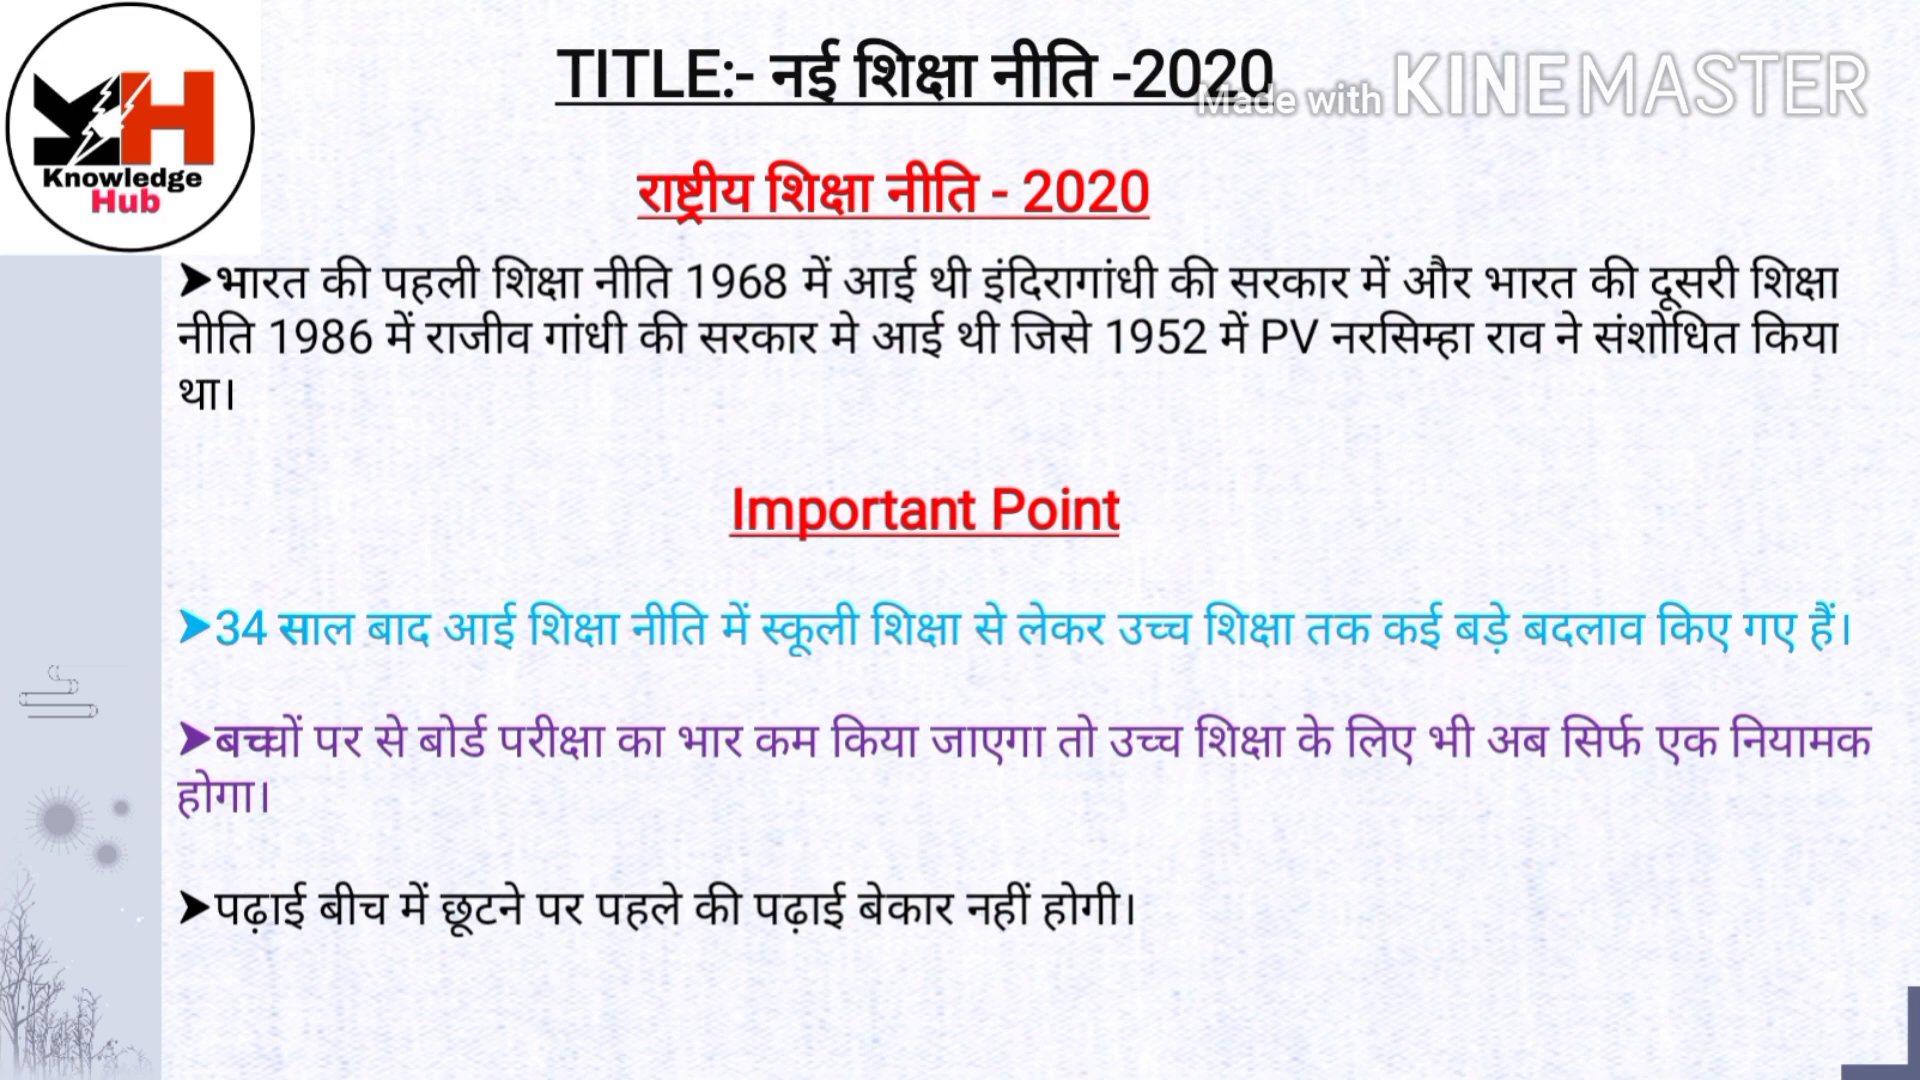 KH
Knowledge
Hub
TITLE:- नई शिक्षा नीति -2020
Made with KINEMASTER
राष्ट्रीय शिक्षा नीति - 2020
➤भारत की पहली शिक्षा नीति 1968 में आई थी इंदिरागांधी की सरकार में और भारत की दूसरी शिक्षा
नीति 1986 में राजीव गांधी की सरकार मे आई थी जिसे 1952 में PV नरसिम्हा राव ने संशोधित किया
था।
Important Point
➤34 साल बाद आई शिक्षा नीति में स्कूली शिक्षा से लेकर उच्च शिक्षा तक कई बड़े बदलाव किए गए हैं।
➤बच्चों पर से बोर्ड परीक्षा का भार कम किया जाएगा तो उच्च शिक्षा के लिए भी अब सिर्फ एक नियामक
होगा।
➤पढ़ाई बीच में छूटने पर पहले की पढ़ाई बेकार नहीं होगी।